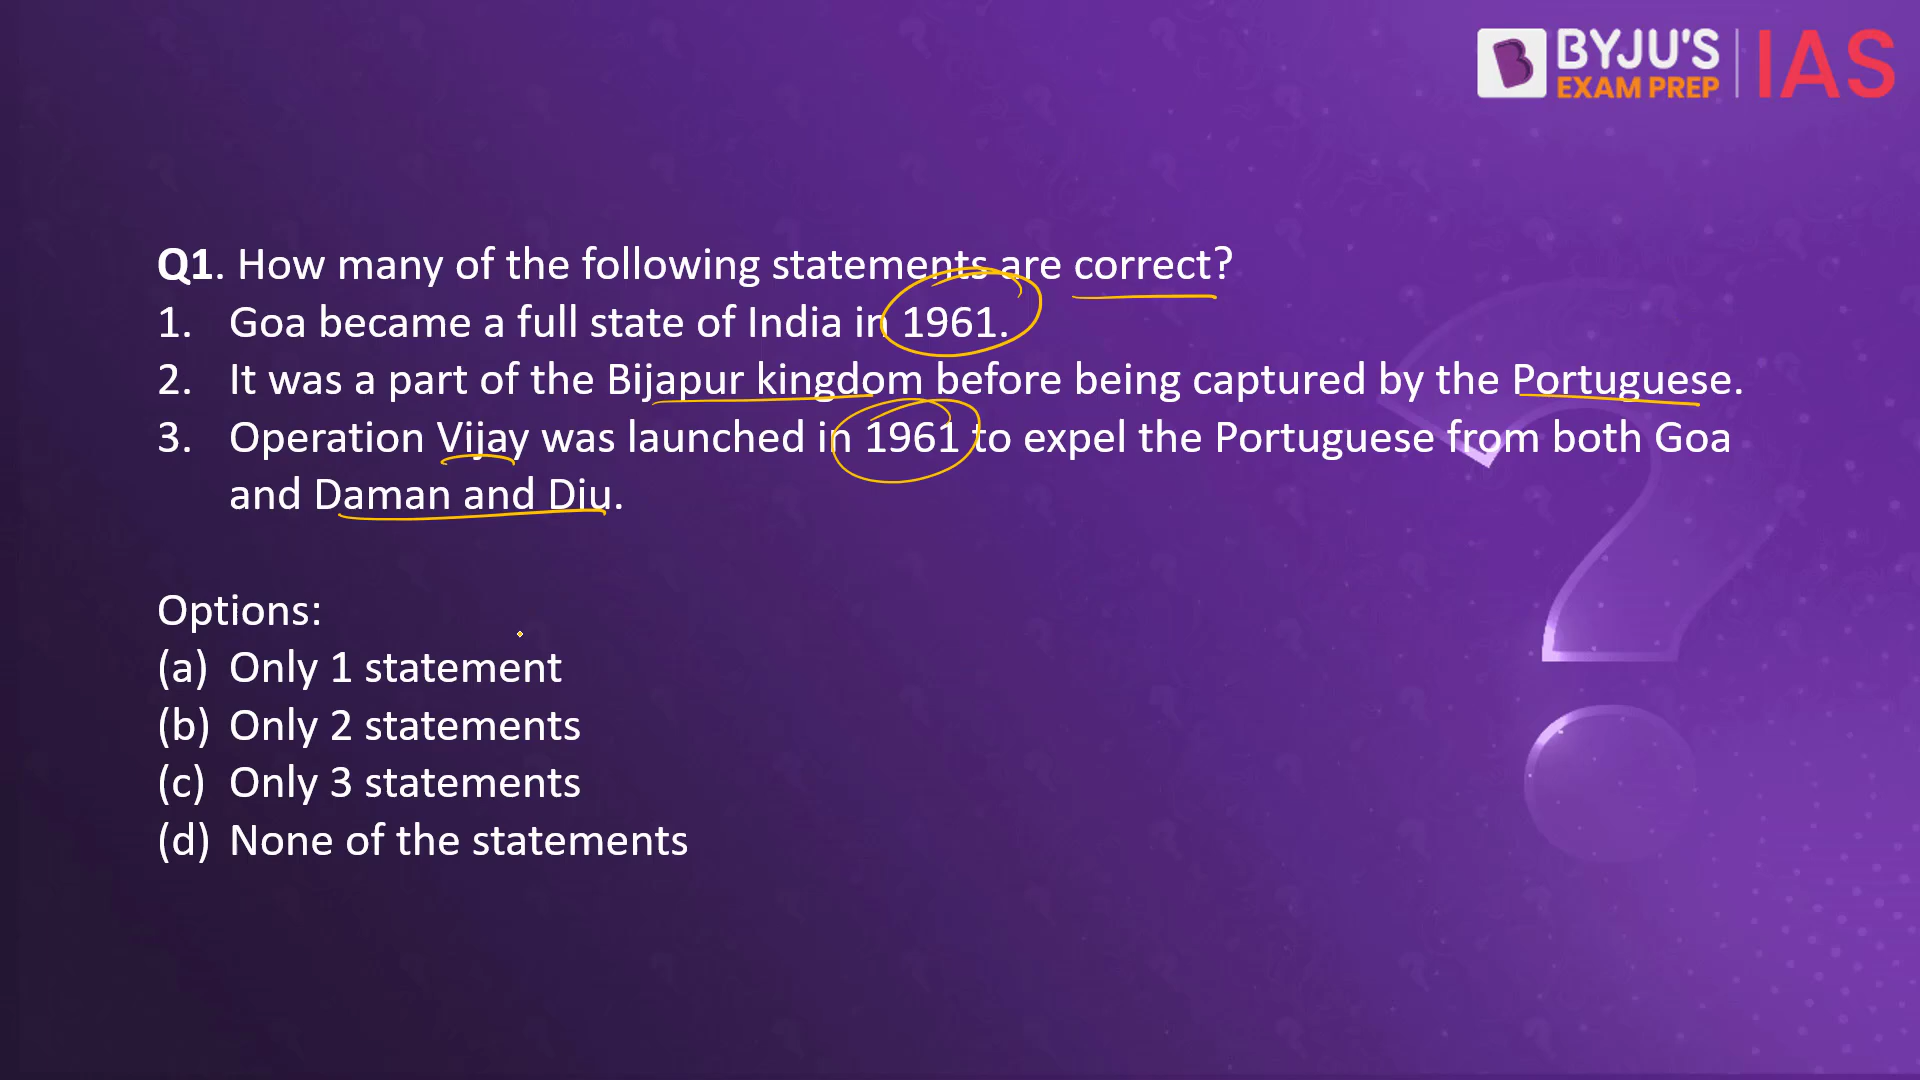 BYJU'S
EXAM PREP
IAS
Q1. How many of the following statements are correct?
1. Goa became a full state of India in 1961.
2. It was a part of the Bijapur kingdom before being captured by the Portuguese.
3. Operation Vijay was launched in 1961 to expel the Portuguese from both Goa
and Daman and Diu.
Options:
(a) Only 1 statement
(b) Only 2 statements
(c) Only 3 statements
(d) None of the statements